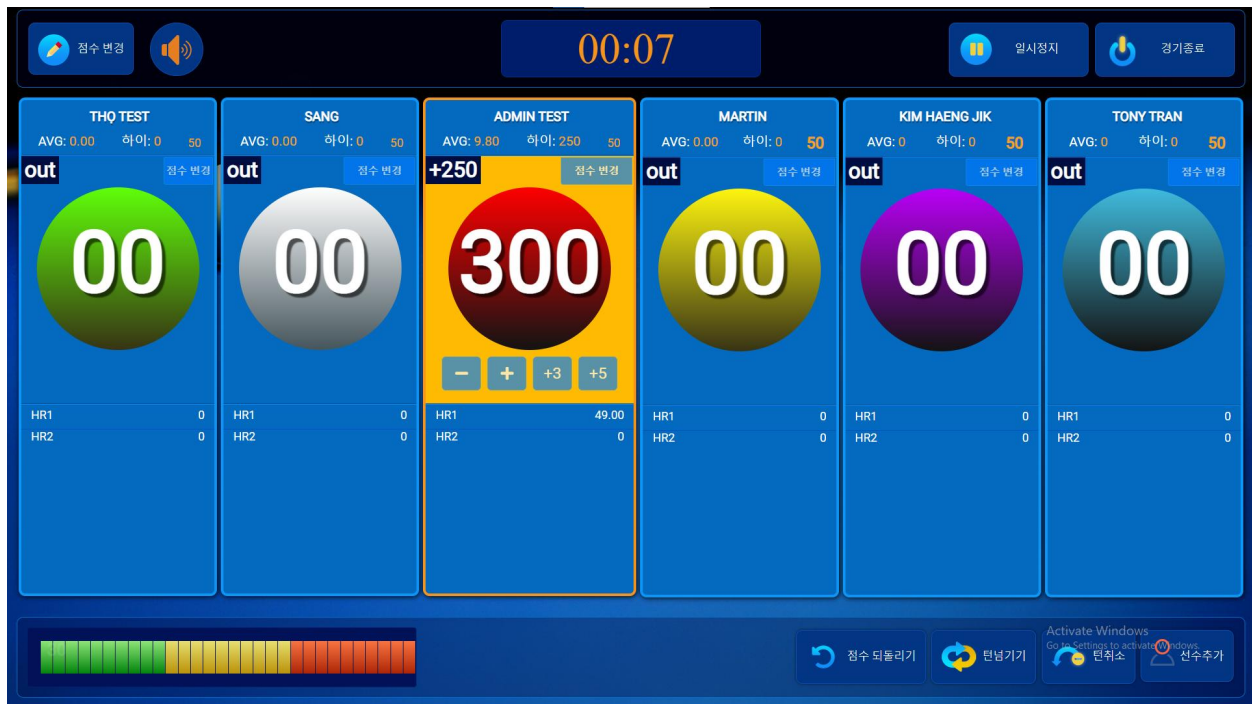 점수 변경
00:07
일시정지
경기종료
THỌ TEST
AVG: 0.00 하이: 0 50
out 점수 변경
00
HR1 0
HR2 0
SANG
AVG: 0.00 하이: 0 50
out 점수 변경
00
HR1 0
HR2 0
ADMIN TEST
AVG: 9.80 하이: 250 50
+250 점수 변경
300
− + +3 +5
HR1 49.00
HR2 0
MARTIN
AVG: 0.00 하이: 0 50
out 점수 변경
00
HR1 0
HR2 0
KIM HAENG JIK
AVG: 0 하이: 0 50
out 점수 변경
00
HR1 0
HR2 0
TONY TRAN
AVG: 0 하이: 0 50
out 점수 변경
00
HR1 0
HR2 0
점수 되돌리기
턴넘기기
턴취소
선수추가
Activate Windows
Go to Settings to activate Windows.